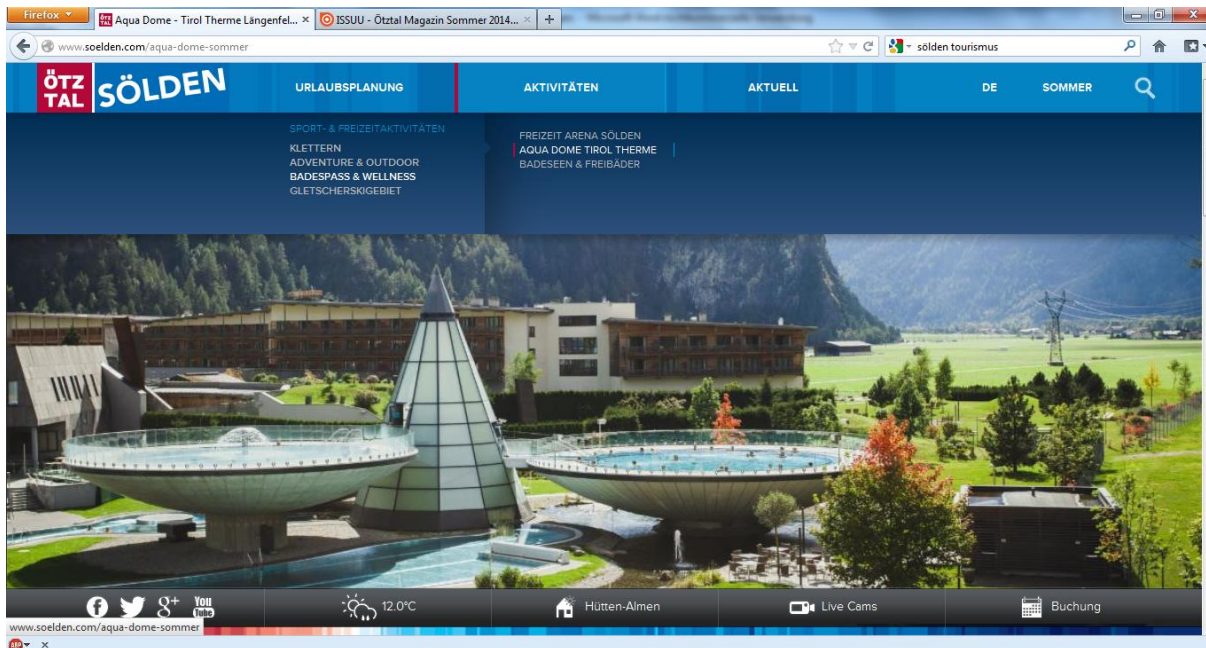 Firefox
Aqua Dome - Tirol Therme Längenfel...
ISSUU - Ötztal Magazin Sommer 2014...
www.soelden.com/aqua-dome-sommer
sölden tourismus
ÖTZ
TAL
SÖLDEN
URLAUBSPLANUNG
AKTIVITÄTEN
AKTUELL
DE
SOMMER
SPORT- & FREIZEITAKTIVITÄTEN
KLETTERN
ADVENTURE & OUTDOOR
BADESPASS & WELLNESS
GLETSCHERSKIGEBIET
FREIZEIT ARENA SÖLDEN
AQUA DOME TIROL THERME
BADESEEN & FREIBÄDER
g+
You
Tube
12.0°C
Hütten-Almen
Live Cams
Buchung
www.soelden.com/aqua-dome-sommer
ABP